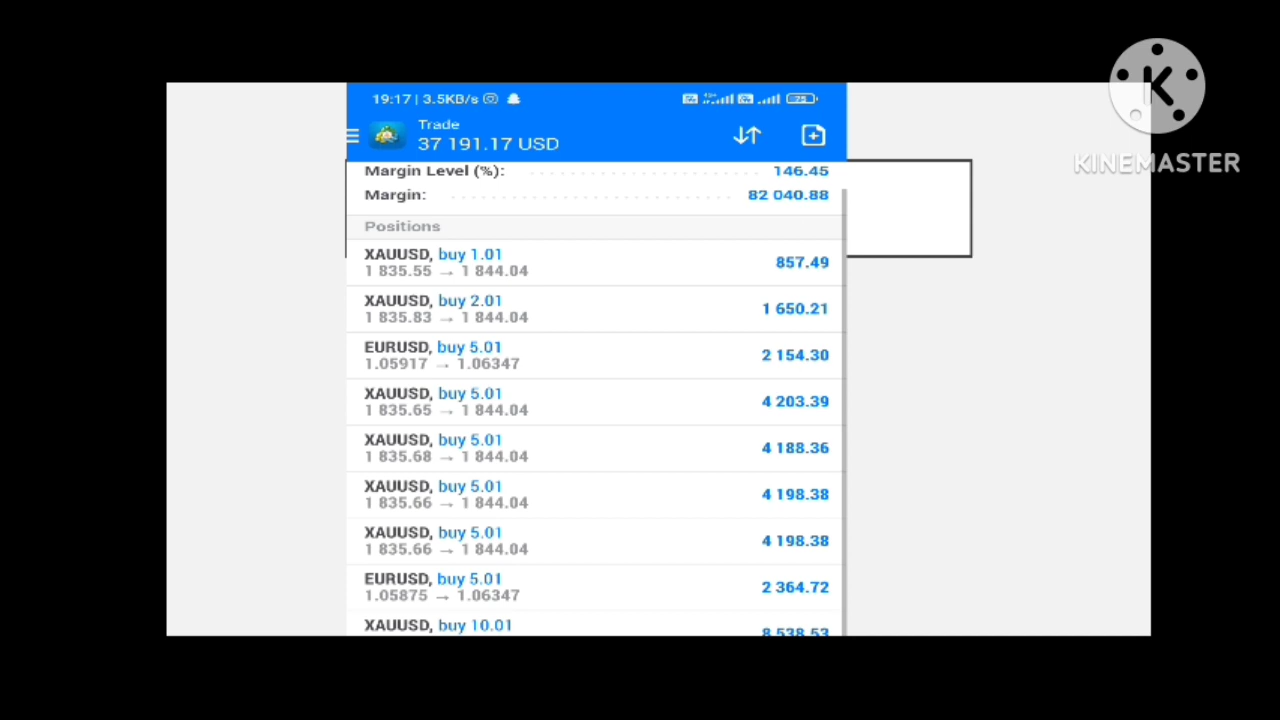 19:17 | 3.5KB/s
75
KINEMASTER
Trade
37 191.17 USD
Margin Level (%): 146.45
Margin: 82 040.88
Positions
XAUUSD, buy 1.01
1 835.55 → 1 844.04
857.49
XAUUSD, buy 2.01
1 835.83 → 1 844.04
1 650.21
EURUSD, buy 5.01
1.05917 → 1.06347
2 154.30
XAUUSD, buy 5.01
1 835.65 → 1 844.04
4 203.39
XAUUSD, buy 5.01
1 835.68 → 1 844.04
4 188.36
XAUUSD, buy 5.01
1 835.66 → 1 844.04
4 198.38
XAUUSD, buy 5.01
1 835.66 → 1 844.04
4 198.38
EURUSD, buy 5.01
1.05875 → 1.06347
2 364.72
XAUUSD, buy 10.01
8 538.53